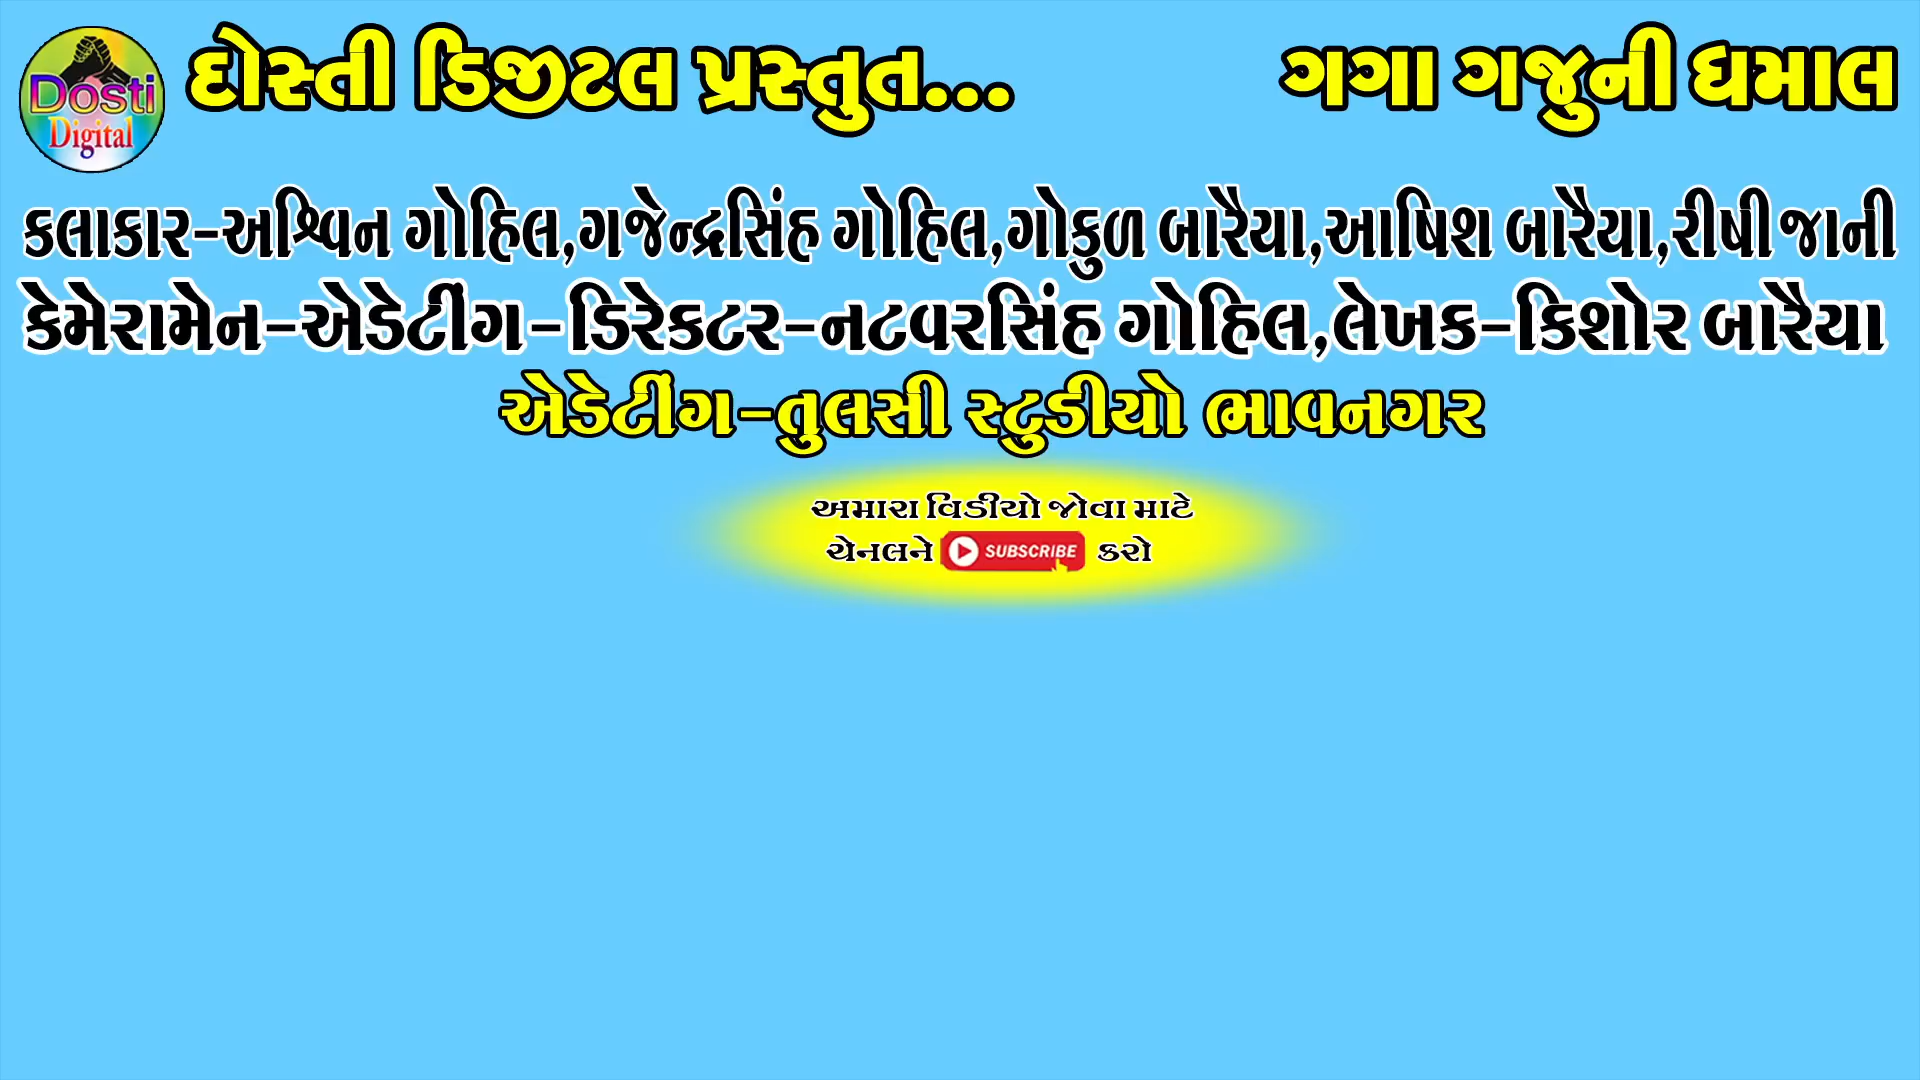 Dosti
Digital
દોસ્તી ડિજીટલ પ્રસ્તુત...
ગગા ગજુની ધમાલ
કલાકાર-અશ્વિન ગોહિલ,ગજેન્દ્રસિંહ ગોહિલ,ગોકુળ બારૈયા,આષિશ બારૈયા,રીષી જાની
કેમેરામેન-એડેટીંગ-ડિરેકટર-નટવરસિંહ ગોહિલ,લેખક-કિશોર બારૈયા
એડેટીંગ-તુલસી સ્ટુડીયો ભાવનગર
અમારા વિડીયો જોવા માટે
ચેનલને SUBSCRIBE કરો